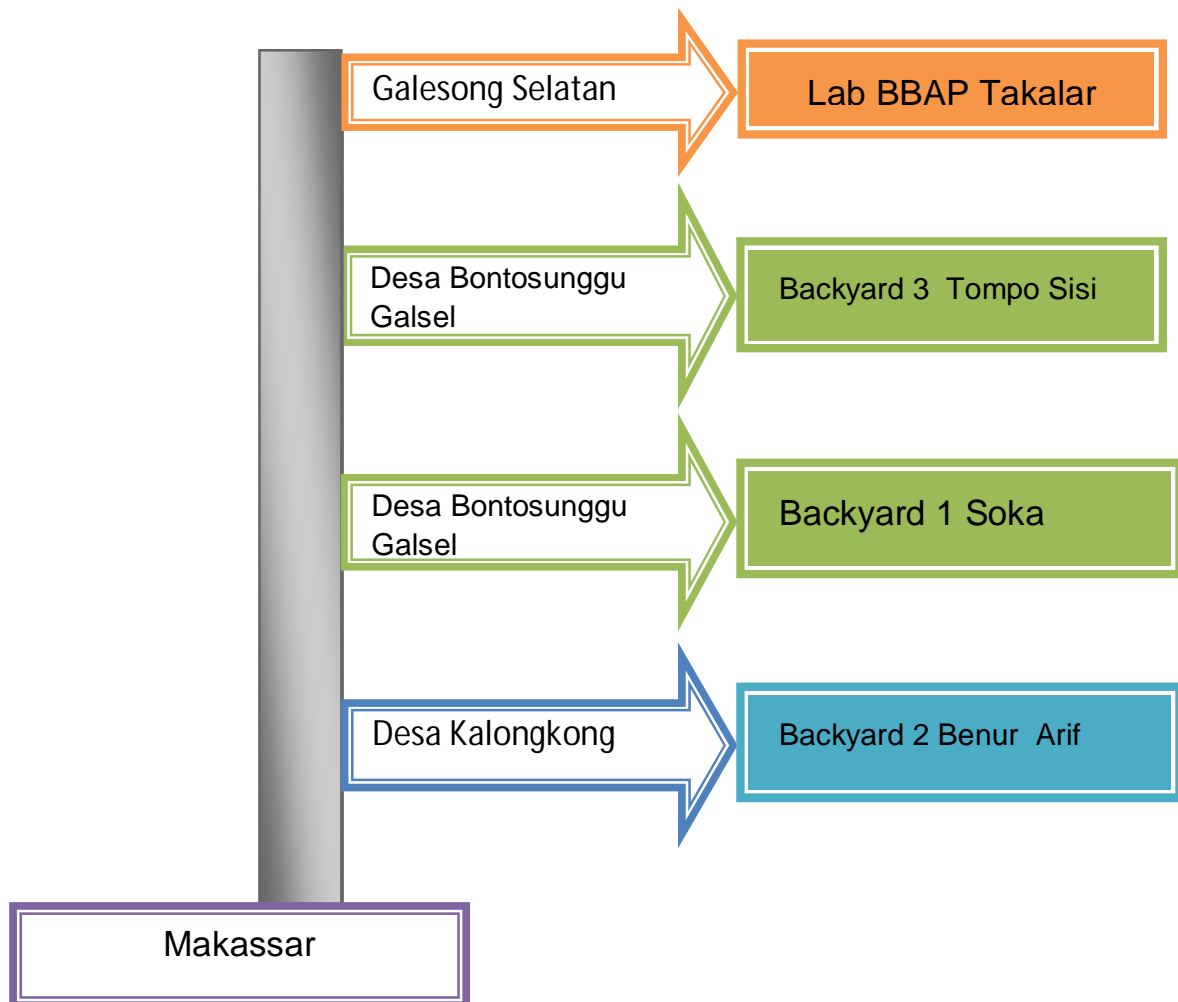 Galesong Selatan
Lab BBAP Takalar
Desa Bontosunggu
Galsel
Backyard 3  Tompo Sisi
Desa Bontosunggu
Galsel
Backyard 1 Soka
Desa Kalongkong
Backyard 2 Benur  Arif
Makassar